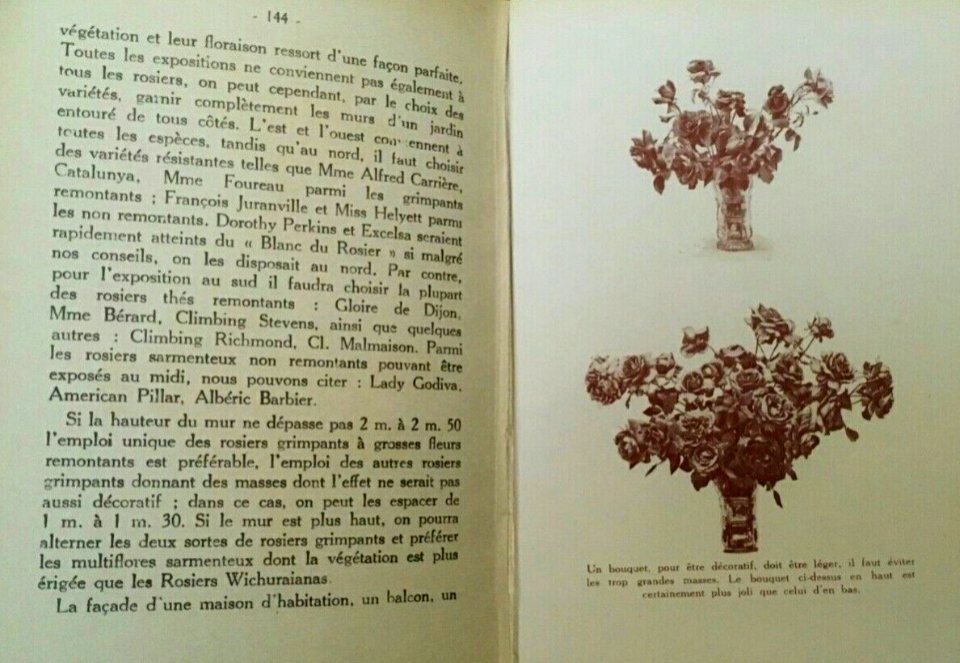 - 144 -
végétation et leur floraison ressort d'une façon parfaite.
Toutes les expositions ne conviennent pas également à
tous les rosiers, on peut cependant, par le choix des
variétés, garnir complètement les murs d'un jardin
entouré de tous côtés. L'est et l'ouest conviennent à
toutes les espèces, tandis qu'au nord, il faut choisir
des variétés résistantes telles que Mme Alfred Carrière,
Catalunya, Mme Foureau parmi les grimpants
remontants ; François Juranville et Miss Helyett parmi
les non remontants. Dorothy Perkins et Excelsa seraient
rapidement atteints du « Blanc du Rosier » si malgré
nos conseils, on les disposait au nord. Par contre,
pour l'exposition au sud il faudra choisir la plupart
des rosiers thés remontants : Gloire de Dijon,
Mme Bérard, Climbing Stevens, ainsi que quelques
autres : Climbing Richmond, Cl. Malmaison. Parmi
les rosiers sarmenteux non remontants pouvant être
exposés au midi, nous pouvons citer : Lady Godiva,
American Pillar, Albéric Barbier.
Si la hauteur du mur ne dépasse pas 2 m. à 2 m. 50
l'emploi unique des rosiers grimpants à grosses fleurs
remontants est préférable, l'emploi des autres rosiers
grimpants donnant des masses dont l'effet ne serait pas
aussi décoratif ; dans ce cas, on peut les espacer de
1 m. à 1 m. 30. Si le mur est plus haut, on pourra
alterner les deux sortes de rosiers grimpants et préférer
les multiflores sarmenteux dont la végétation est plus
érigée que les Rosiers Wichuraianas.
La façade d'une maison d'habitation, un balcon, un
Un bouquet, pour être décoratif, doit être léger, il faut éviter
les trop grandes masses. Le bouquet ci-dessus en haut est
certainement plus joli que celui d'en bas.